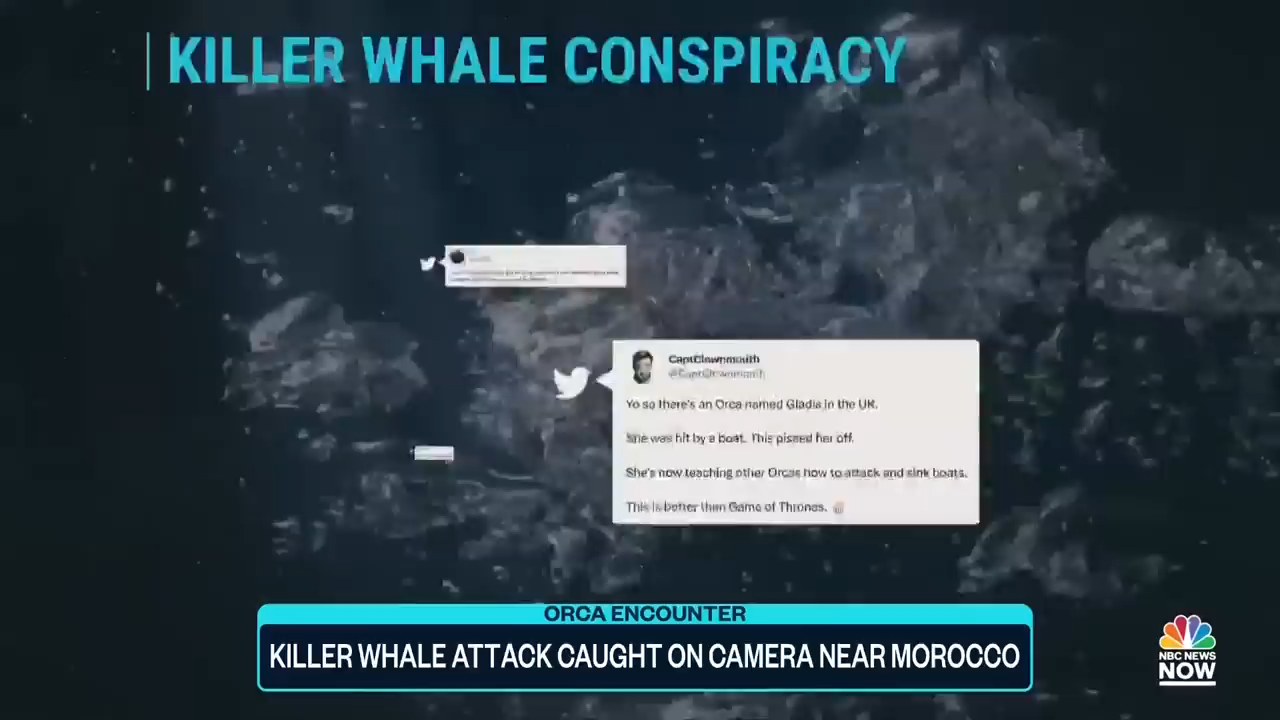 KILLER WHALE CONSPIRACY
CaptClownmouth
@CaptClownmouth
Yo so there's an Orca named Gladis in the UK.
She was hit by a boat. This pissed her off.
She's now teaching other Orcas how to attack and sink boats.
This is better than Game of Thrones.
ORCA ENCOUNTER
KILLER WHALE ATTACK CAUGHT ON CAMERA NEAR MOROCCO
NBC NEWS
NOW